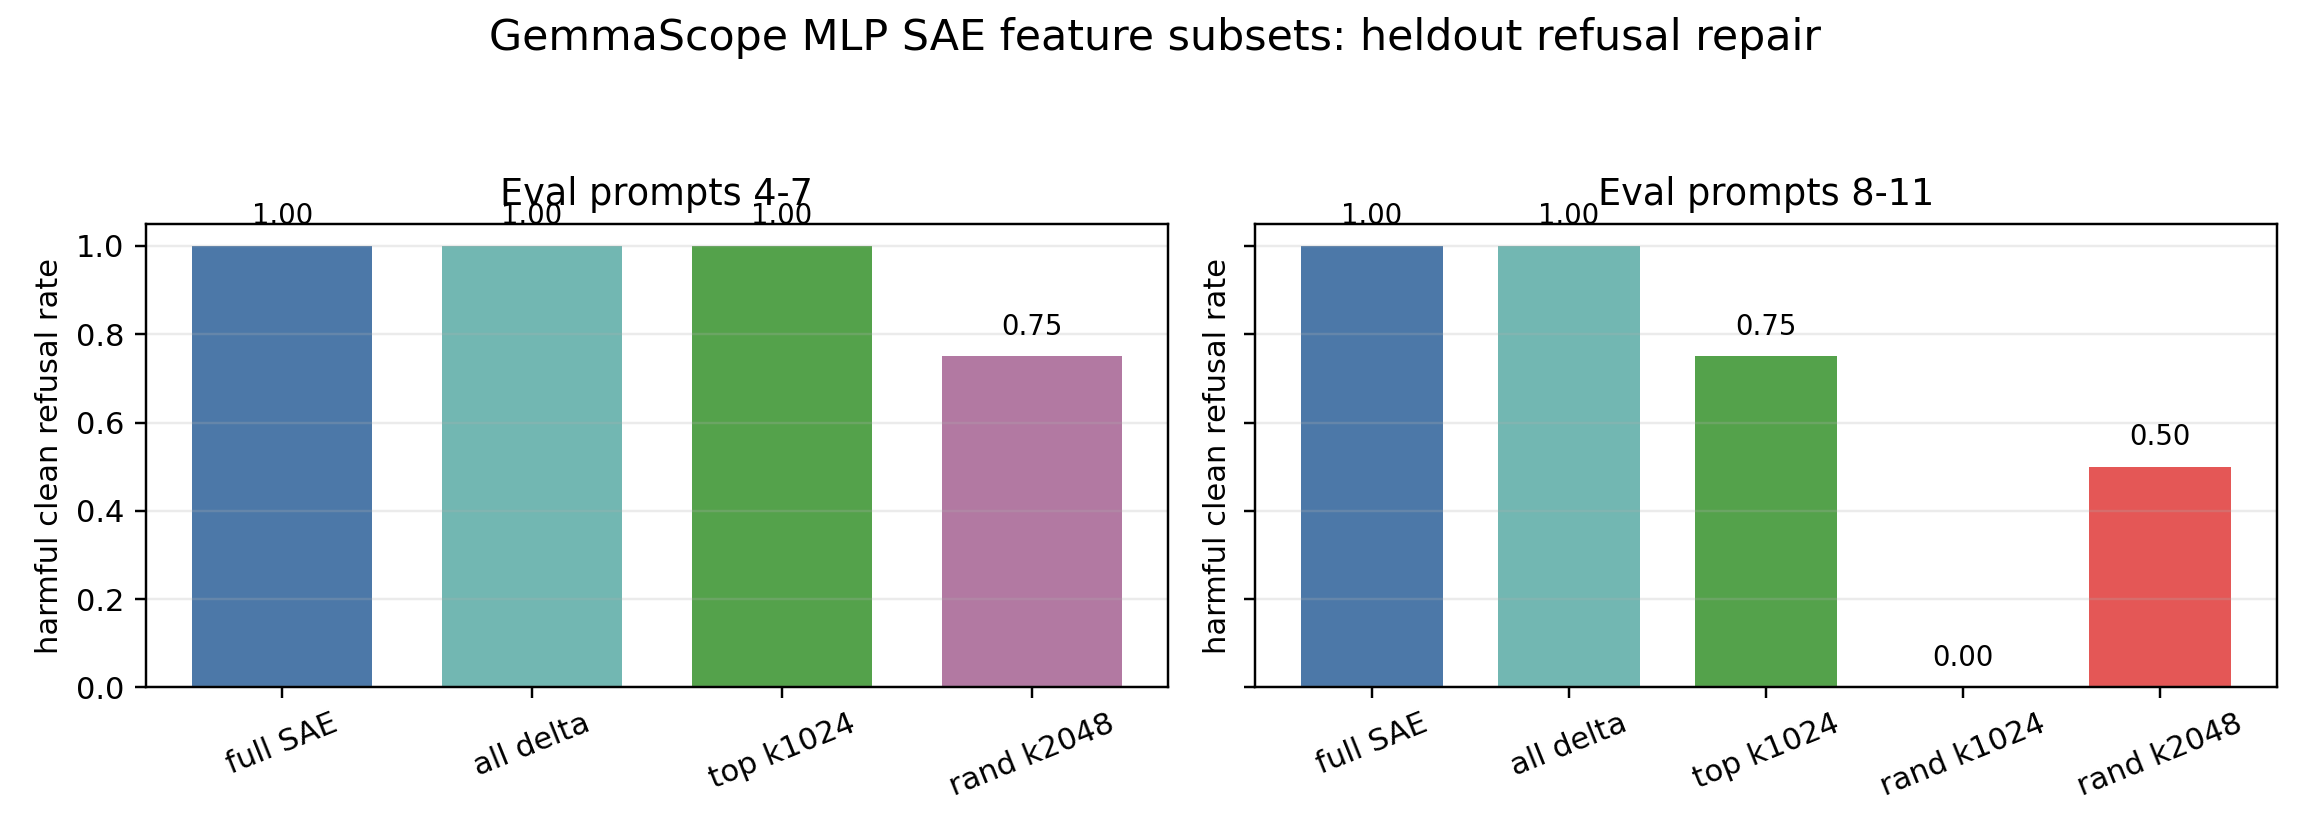 GemmaScope MLP SAE feature subsets: heldout refusal repair
Eval prompts 4-7
1.00 1.00 1.00
0.75
harmful clean refusal rate
1.0
0.8
0.6
0.4
0.2
0.0
full SAE all delta top k1024 rand k2048
Eval prompts 8-11
1.00 1.00
0.75
0.50
0.00
harmful clean refusal rate
full SAE all delta top k1024 rand k1024 rand k2048